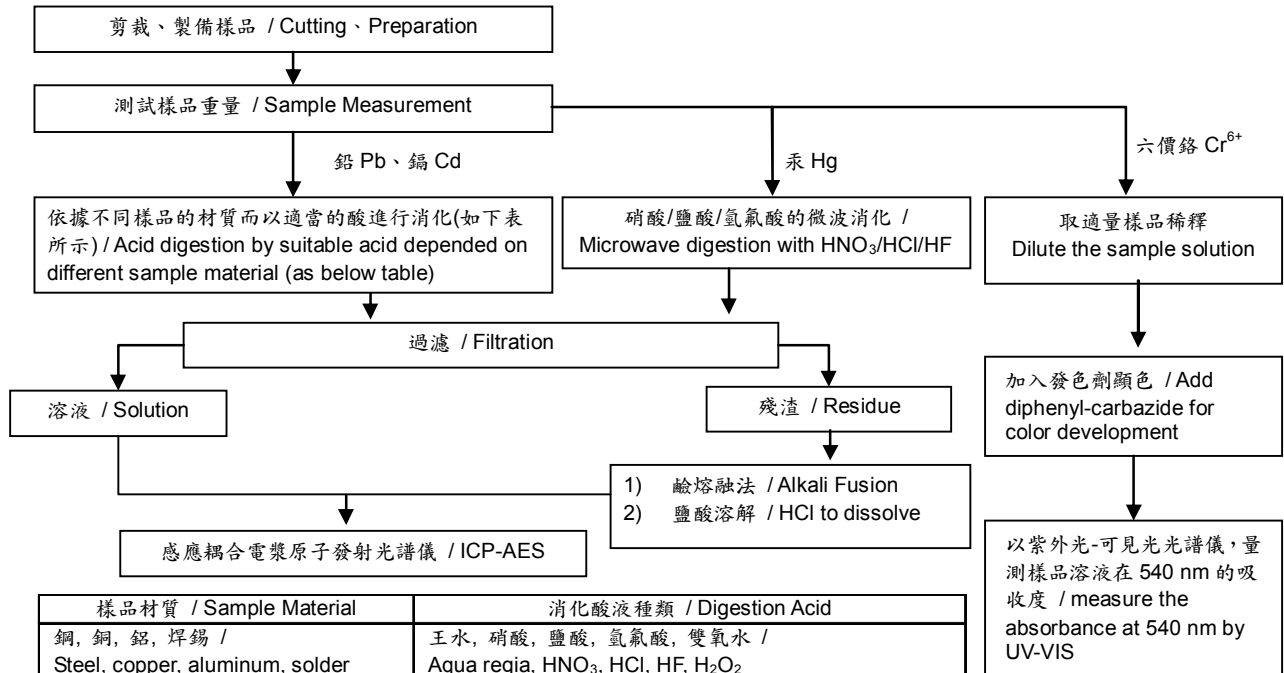 剪裁、製備樣品 / Cutting、Preparation
測試樣品重量 / Sample Measurement
鉛 Pb、鎘 Cd
汞 Hg
六價鉻 Cr⁶⁺
依據不同樣品的材質而以適當的酸進行消化(如下表
所示) / Acid digestion by suitable acid depended on
different sample material (as below table)
硝酸/鹽酸/氫氟酸的微波消化 /
Microwave digestion with HNO₃/HCl/HF
取適量樣品稀釋
Dilute the sample solution
過濾 / Filtration
溶液 / Solution
殘渣 / Residue
加入發色劑顯色 / Add
diphenyl-carbazide for
color development
1) 鹼熔融法 / Alkali Fusion
2) 鹽酸溶解 / HCl to dissolve
感應耦合電漿原子發射光譜儀 / ICP-AES
以紫外光-可見光光譜儀，量
測樣品溶液在 540 nm 的吸
收度 / measure the
absorbance at 540 nm by
UV-VIS
樣品材質 / Sample Material
消化酸液種類 / Digestion Acid
鋼, 銅, 鋁, 焊錫 /
Steel, copper, aluminum, solder
王水, 硝酸, 鹽酸, 氫氟酸, 雙氧水 /
Aqua regia, HNO₃, HCl, HF, H₂O₂